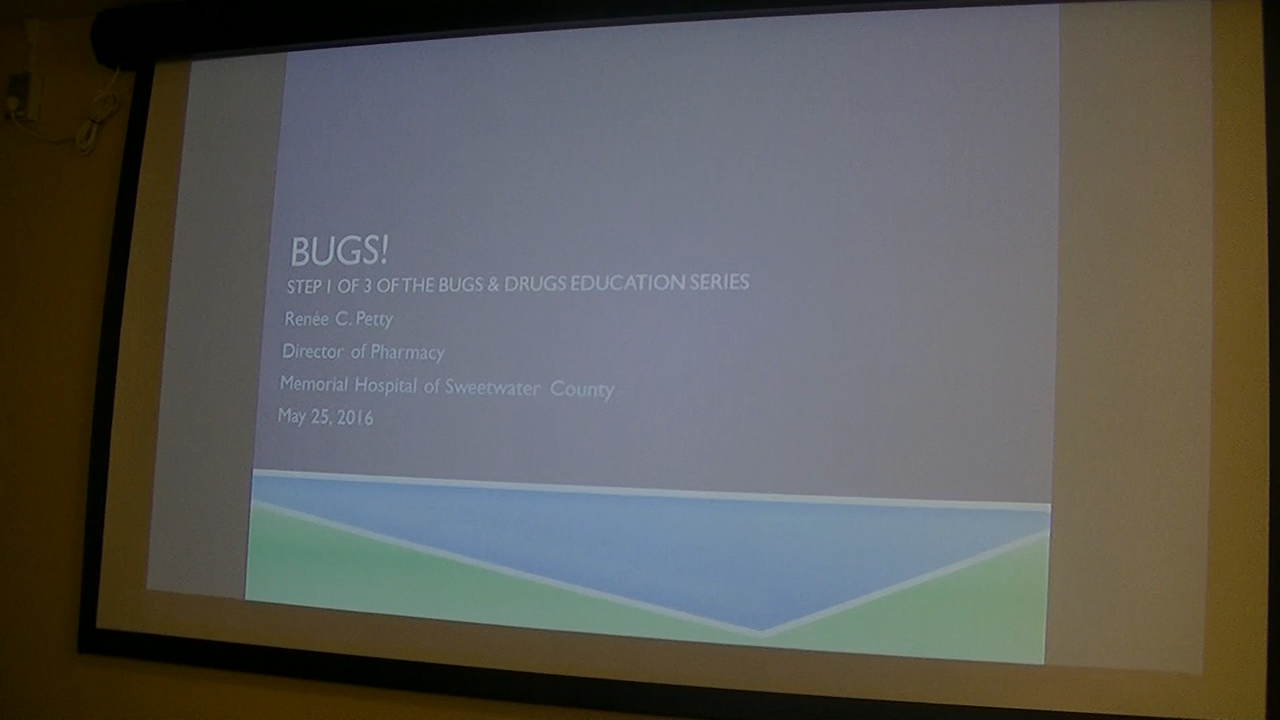 BUGS!
STEP 1 OF 3 OF THE BUGS & DRUGS EDUCATION SERIES
Renée C. Petty
Director of Pharmacy
Memorial Hospital of Sweetwater County
May 25, 2016